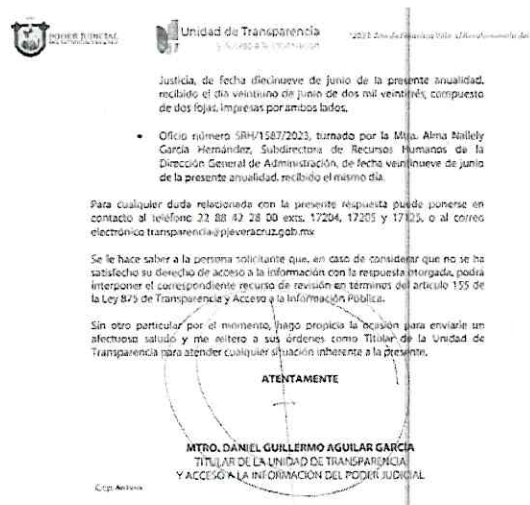 PODER JUDICIAL
Unidad de Transparencia
y Acceso a la Información
"2023: Año de Francisco Villa, el Revolucionario del
Justicia, de fecha diecinueve de junio de la presente anualidad,
recibido el día veintiuno de junio de dos mil veintitrés, compuesto
de dos fojas, impresas por ambos lados.
• Oficio número SRH/1587/2023, turnado por la Mtra. Alma Nallely
García Hernández, Subdirectora de Recursos Humanos de la
Dirección General de Administración, de fecha veintinueve de junio
de la presente anualidad, recibido el mismo día.
Para cualquier duda relacionada con la presente respuesta puede ponerse en
contacto al teléfono 22 88 42 28 00 exts. 17204, 17205 y 17125, o al correo
electrónico transparencia@pjeveracruz.gob.mx
Se le hace saber a la persona solicitante que, en caso de considerar que no se ha
satisfecho su derecho de acceso a la información con la respuesta otorgada, podrá
interponer el correspondiente recurso de revisión en términos del artículo 155 de
la Ley 875 de Transparencia y Acceso a la Información Pública.
Sin otro particular por el momento, hago propicia la ocasión para enviarle un
afectuoso saludo y me reitero a sus órdenes como Titular de la Unidad de
Transparencia para atender cualquier situación inherente a la presente.
ATENTAMENTE
MTRO. DANIEL GUILLERMO AGUILAR GARCÍA
TITULAR DE LA UNIDAD DE TRANSPARENCIA
Y ACCESO A LA INFORMACIÓN DEL PODER JUDICIAL